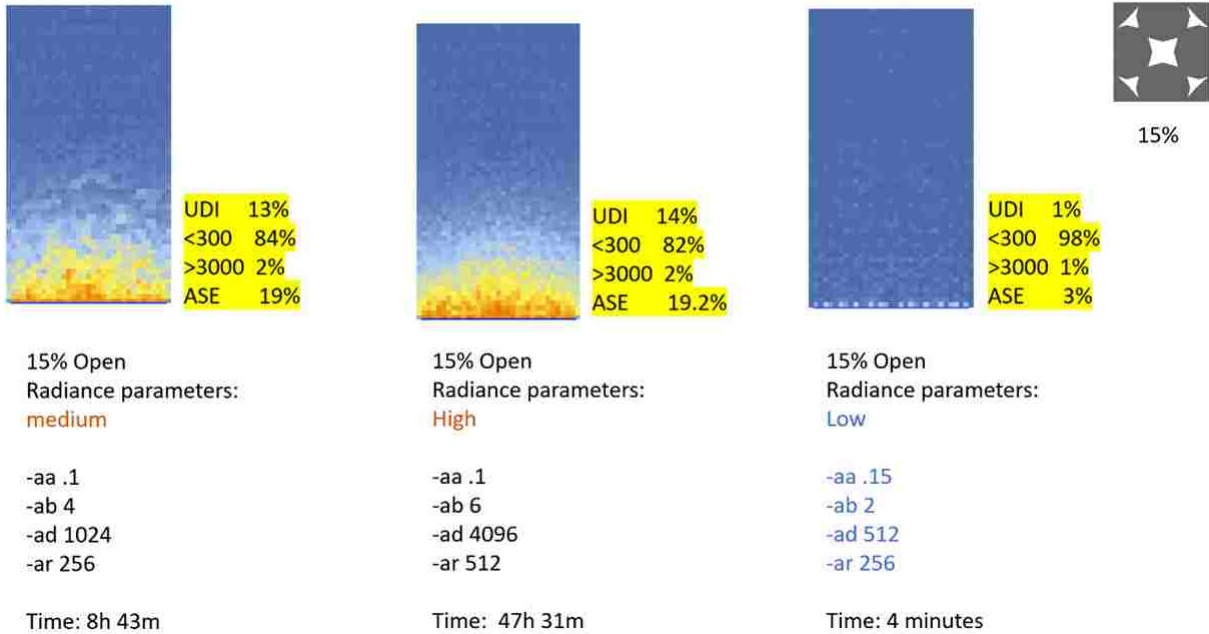 UDI 13%
<300 84%
>3000 2%
ASE 19%
15% Open
Radiance parameters:
medium
-aa .1
-ab 4
-ad 1024
-ar 256
Time: 8h 43m
UDI 14%
<300 82%
>3000 2%
ASE 19.2%
15% Open
Radiance parameters:
High
-aa .1
-ab 6
-ad 4096
-ar 512
Time: 47h 31m
UDI 1%
<300 98%
>3000 1%
ASE 3%
15% Open
Radiance parameters:
Low
-aa .15
-ab 2
-ad 512
-ar 256
Time: 4 minutes
15%